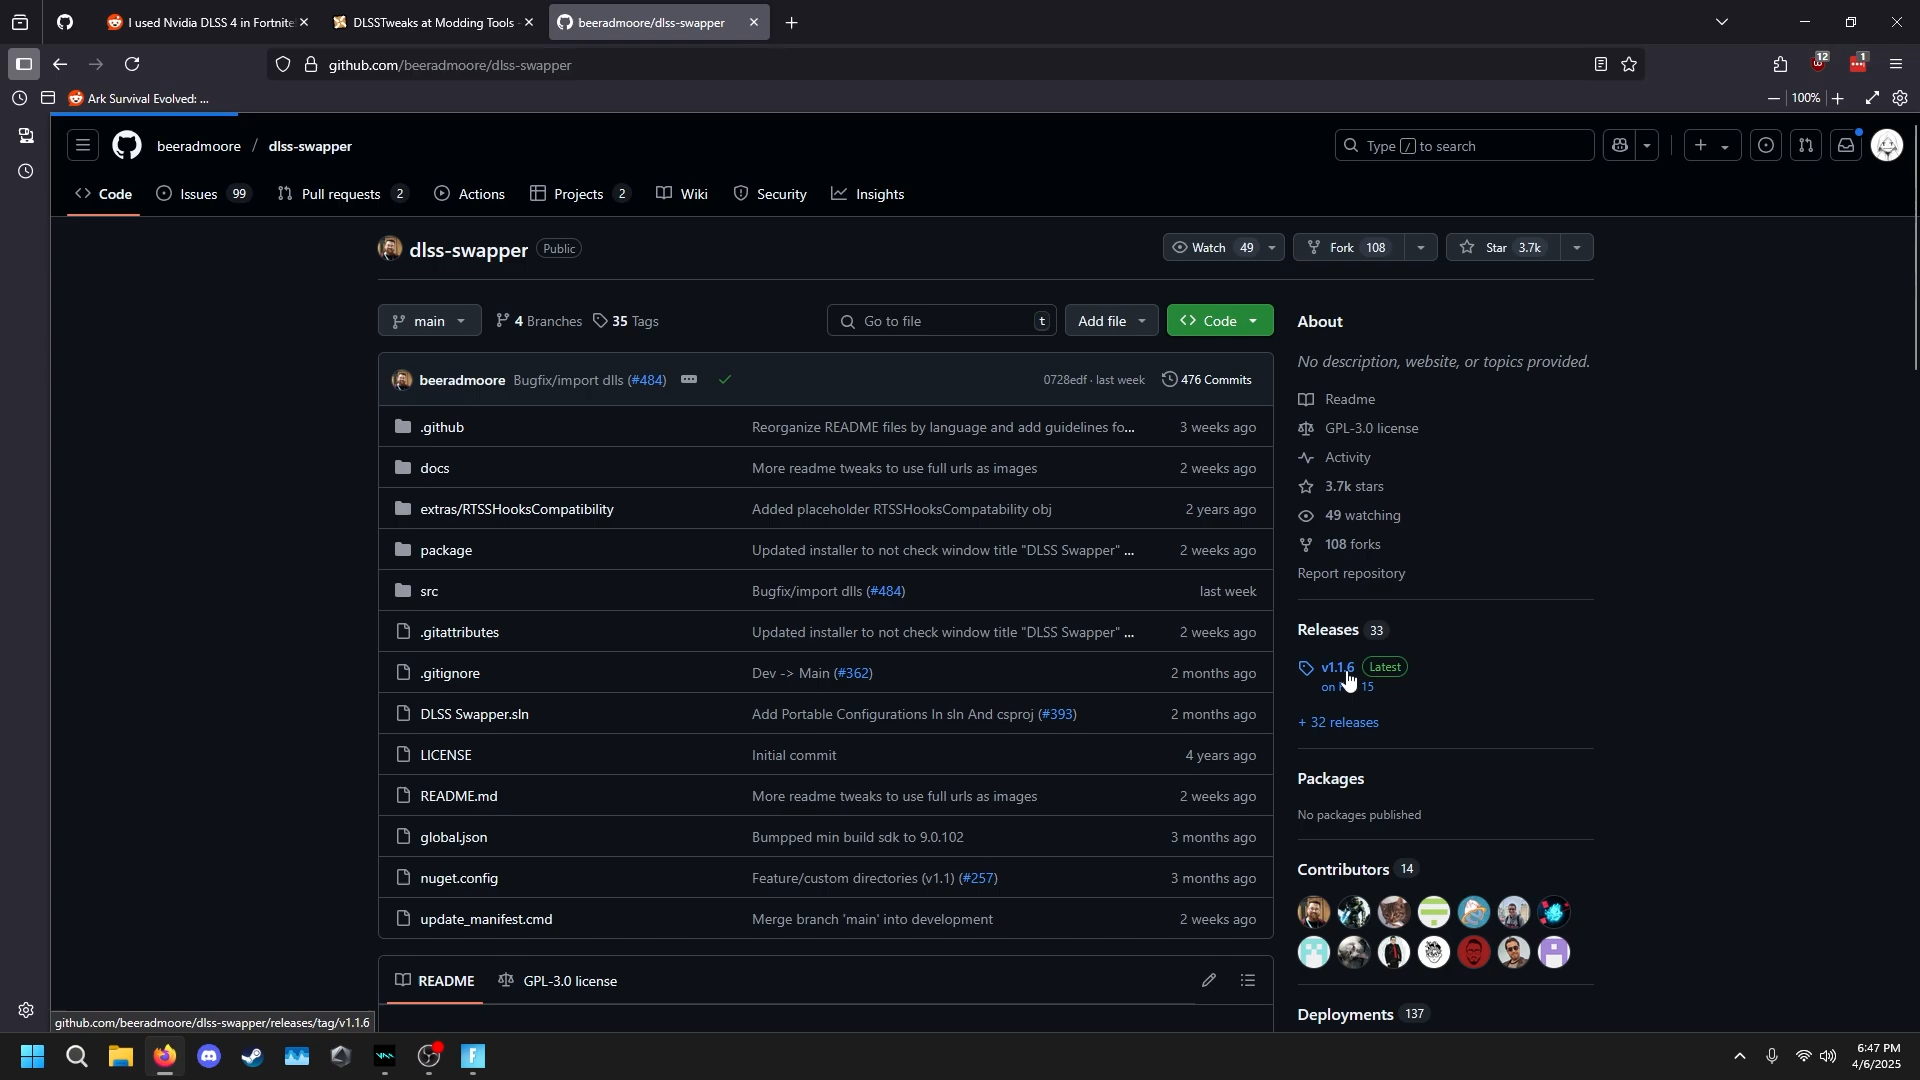 I used Nvidia DLSS 4 in Fortnite
DLSSTweaks at Modding Tools
beeradmoore/dlss-swapper
github.com/beeradmoore/dlss-swapper
12
1
Ark Survival Evolved: ...
100%
beeradmoore / dlss-swapper
Type / to search
Code
Issues 99
Pull requests 2
Actions
Projects 2
Wiki
Security
Insights
dlss-swapper Public
Watch 49
Fork 108
Star 3.7k
main
4 Branches
35 Tags
Go to file t
Add file
Code
beeradmoore Bugfix/import dlls (#484)
0728edf · last week
476 Commits
.github Reorganize README files by language and add guidelines fo... 3 weeks ago
docs More readme tweaks to use full urls as images 2 weeks ago
extras/RTSSHooksCompatibility Added placeholder RTSSHooksCompatability obj 2 years ago
package Updated installer to not check window title "DLSS Swapper" ... 2 weeks ago
src Bugfix/import dlls (#484) last week
.gitattributes Updated installer to not check window title "DLSS Swapper" ... 2 weeks ago
.gitignore Dev -> Main (#362) 2 months ago
DLSS Swapper.sln Add Portable Configurations In sln And csproj (#393) 2 months ago
LICENSE Initial commit 4 years ago
README.md More readme tweaks to use full urls as images 2 weeks ago
global.json Bumpped min build sdk to 9.0.102 3 months ago
nuget.config Feature/custom directories (v1.1) (#257) 3 months ago
update_manifest.cmd Merge branch 'main' into development 2 weeks ago
README
GPL-3.0 license
About
No description, website, or topics provided.
Readme
GPL-3.0 license
Activity
3.7k stars
49 watching
108 forks
Report repository
Releases 33
v1.1.6 Latest
on 15
+ 32 releases
Packages
No packages published
Contributors 14
Deployments 137
github.com/beeradmoore/dlss-swapper/releases/tag/v1.1.6
6:47 PM
4/6/2025